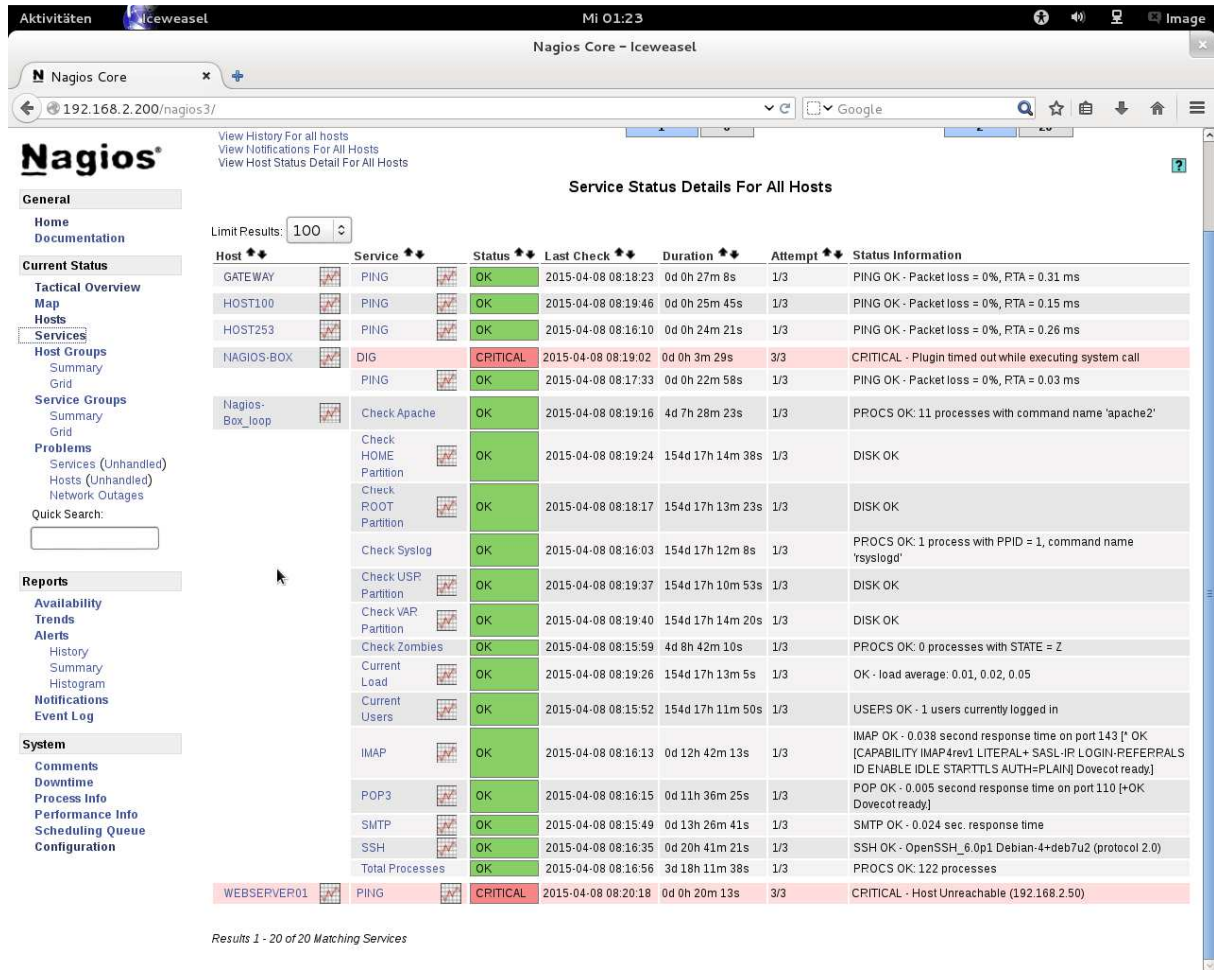 Aktivitäten Iceweasel Mi 01:23 Image
Nagios Core - Iceweasel
Nagios Core
192.168.2.200/nagios3/ Google
View History For all hosts
View Notifications For All Hosts
View Host Status Detail For All Hosts
Nagios®
General
Home
Documentation
Current Status
Tactical Overview
Map
Hosts
Services
Host Groups
Summary
Grid
Service Groups
Summary
Grid
Problems
Services (Unhandled)
Hosts (Unhandled)
Network Outages
Quick Search:
Reports
Availability
Trends
Alerts
History
Summary
Histogram
Notifications
Event Log
System
Comments
Downtime
Process Info
Performance Info
Scheduling Queue
Configuration
?
Service Status Details For All Hosts
Limit Results: 100
Host Service Status Last Check Duration Attempt Status Information
GATEWAY PING OK 2015-04-08 08:18:23 0d 0h 27m 8s 1/3 PING OK - Packet loss = 0%, RTA = 0.31 ms
HOST100 PING OK 2015-04-08 08:19:46 0d 0h 25m 45s 1/3 PING OK - Packet loss = 0%, RTA = 0.15 ms
HOST253 PING OK 2015-04-08 08:16:10 0d 0h 24m 21s 1/3 PING OK - Packet loss = 0%, RTA = 0.26 ms
NAGIOS-BOX DIG CRITICAL 2015-04-08 08:19:02 0d 0h 3m 29s 3/3 CRITICAL - Plugin timed out while executing system call
PING OK 2015-04-08 08:17:33 0d 0h 22m 58s 1/3 PING OK - Packet loss = 0%, RTA = 0.03 ms
Nagios-
Box_loop Check Apache OK 2015-04-08 08:19:16 4d 7h 28m 23s 1/3 PROCS OK: 11 processes with command name 'apache2'
Check
HOME
Partition OK 2015-04-08 08:19:24 154d 17h 14m 38s 1/3 DISK OK
Check
ROOT
Partition OK 2015-04-08 08:18:17 154d 17h 13m 23s 1/3 DISK OK
Check Syslog OK 2015-04-08 08:16:03 154d 17h 12m 8s 1/3 PROCS OK: 1 process with PPID = 1, command name
'rsyslogd'
Check USR
Partition OK 2015-04-08 08:19:37 154d 17h 10m 53s 1/3 DISK OK
Check VAR
Partition OK 2015-04-08 08:19:40 154d 17h 14m 20s 1/3 DISK OK
Check Zombies OK 2015-04-08 08:15:59 4d 8h 42m 10s 1/3 PROCS OK: 0 processes with STATE = Z
Current
Load OK 2015-04-08 08:19:26 154d 17h 13m 5s 1/3 OK - load average: 0.01, 0.02, 0.05
Current
Users OK 2015-04-08 08:15:52 154d 17h 11m 50s 1/3 USERS OK - 1 users currently logged in
IMAP OK 2015-04-08 08:16:13 0d 12h 42m 13s 1/3 IMAP OK - 0.038 second response time on port 143 [* OK
[CAPABILITY IMAP4rev1 LITERAL+ SASL-IR LOGIN-REFERRALS
ID ENABLE IDLE STARTTLS AUTH=PLAIN] Dovecot ready.]
POP3 OK 2015-04-08 08:16:15 0d 11h 36m 25s 1/3 POP OK - 0.005 second response time on port 110 [+OK
Dovecot ready.]
SMTP OK 2015-04-08 08:15:49 0d 13h 26m 41s 1/3 SMTP OK - 0.024 sec. response time
SSH OK 2015-04-08 08:16:35 0d 20h 41m 21s 1/3 SSH OK - OpenSSH_6.0p1 Debian-4+deb7u2 (protocol 2.0)
Total Processes OK 2015-04-08 08:16:56 3d 18h 11m 38s 1/3 PROCS OK: 122 processes
WEBSERVER01 PING CRITICAL 2015-04-08 08:20:18 0d 0h 20m 13s 3/3 CRITICAL - Host Unreachable (192.168.2.50)
Results 1 - 20 of 20 Matching Services